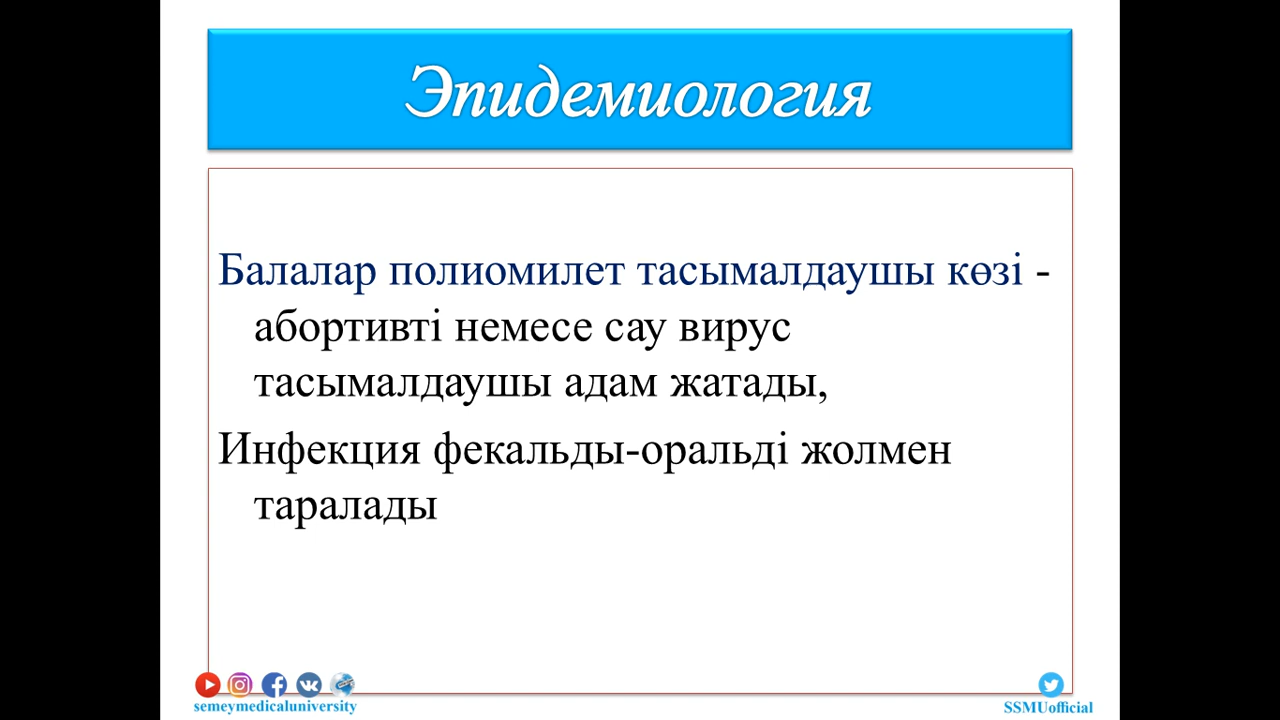 Эпидемиология
Балалар полиомилет тасымалдаушы көзі -
абортивті немесе сау вирус
тасымалдаушы адам жатады,
Инфекция фекальды-оральді жолмен
таралады
semeymedicaluniversity
SSMUofficial